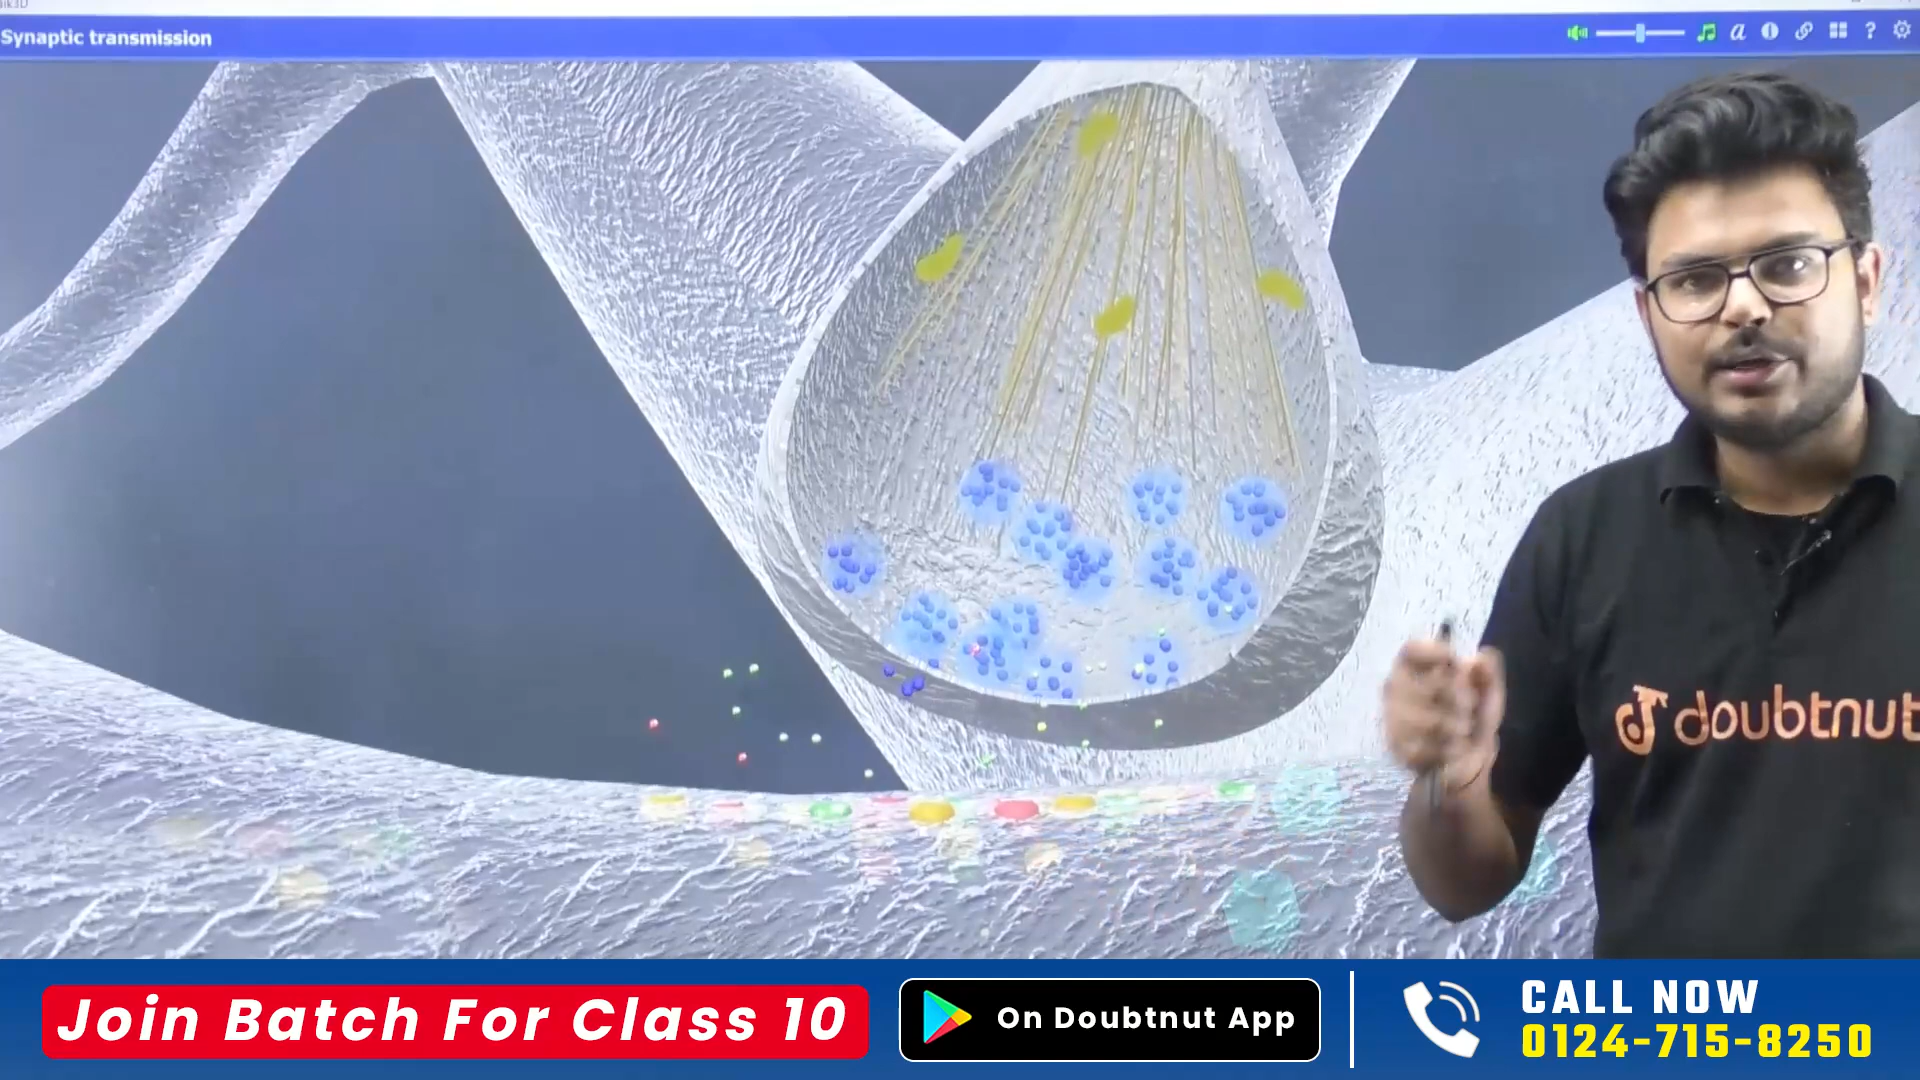 Synaptic transmission
doubtnut
Join Batch For Class 10
On Doubtnut App
CALL NOW
0124-715-8250